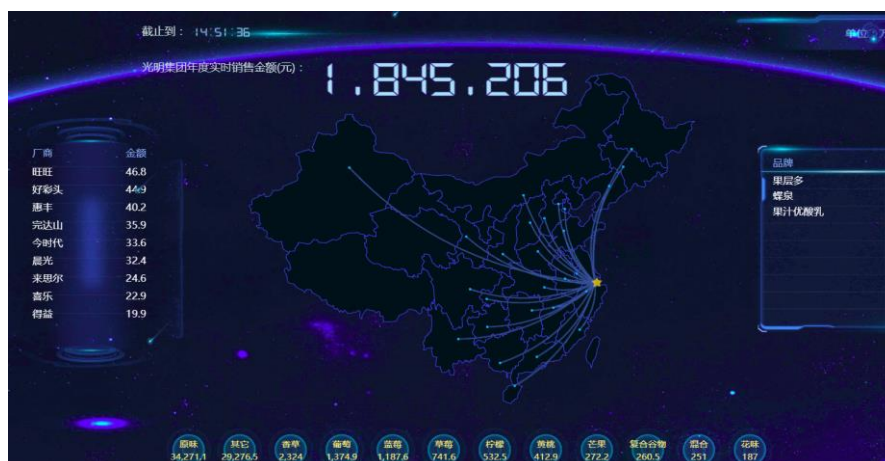 截止到： 14:51:36
单位：万
光明集团年度实时销售金额(元)： 1,845,206
厂商 金额
旺旺 46.8
好彩头 44.9
惠丰 40.2
完达山 35.9
今时代 33.6
晨光 32.4
来思尔 24.6
喜乐 22.9
得益 19.9
品牌
果层多
蝶泉
果汁优酸乳
原味 其它 香草 葡萄 蓝莓 草莓 柠檬 黄桃 芒果 复合谷物 混合 花味
34,271.1 29,276.5 2,324 1,374.9 1,187.6 741.6 532.5 412.9 272.2 260.5 251 187